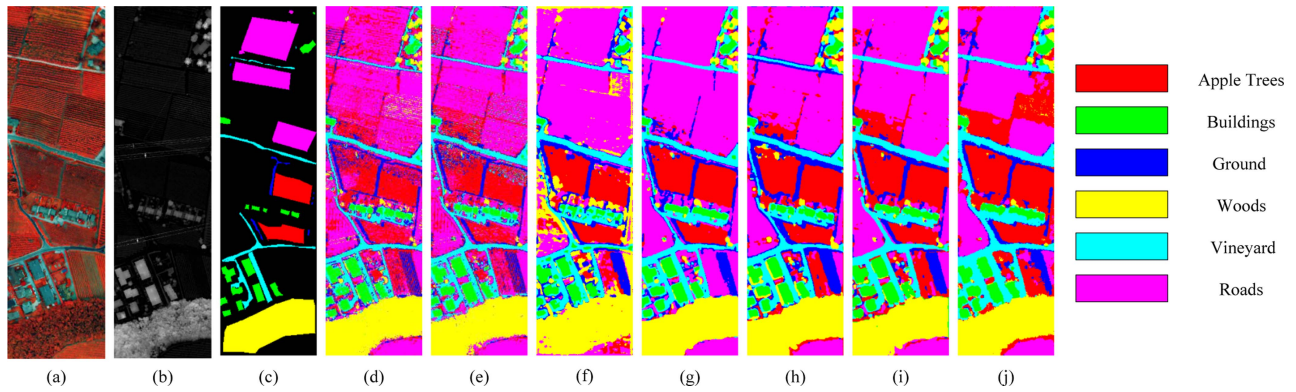 Apple Trees
Buildings
Ground
Woods
Vineyard
Roads
(a) (b) (c) (d) (e) (f) (g) (h) (i) (j)